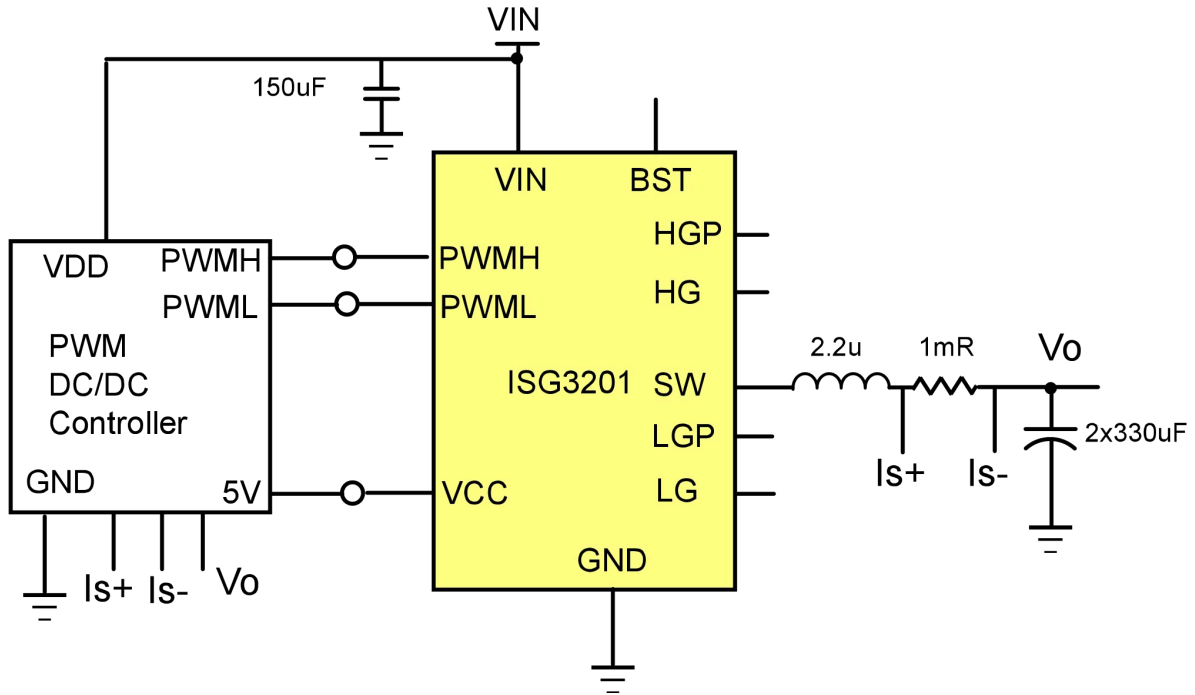 VIN
150uF
VIN
BST
HGP
PWMH
PWMH
VDD
HG
PWML
PWML
PWM
DC/DC
Controller
2.2u
1mR
Vo
ISG3201
SW
LGP
2x330uF
Is+
Is-
GND
5V
VCC
LG
GND
Is+
Is-
Vo